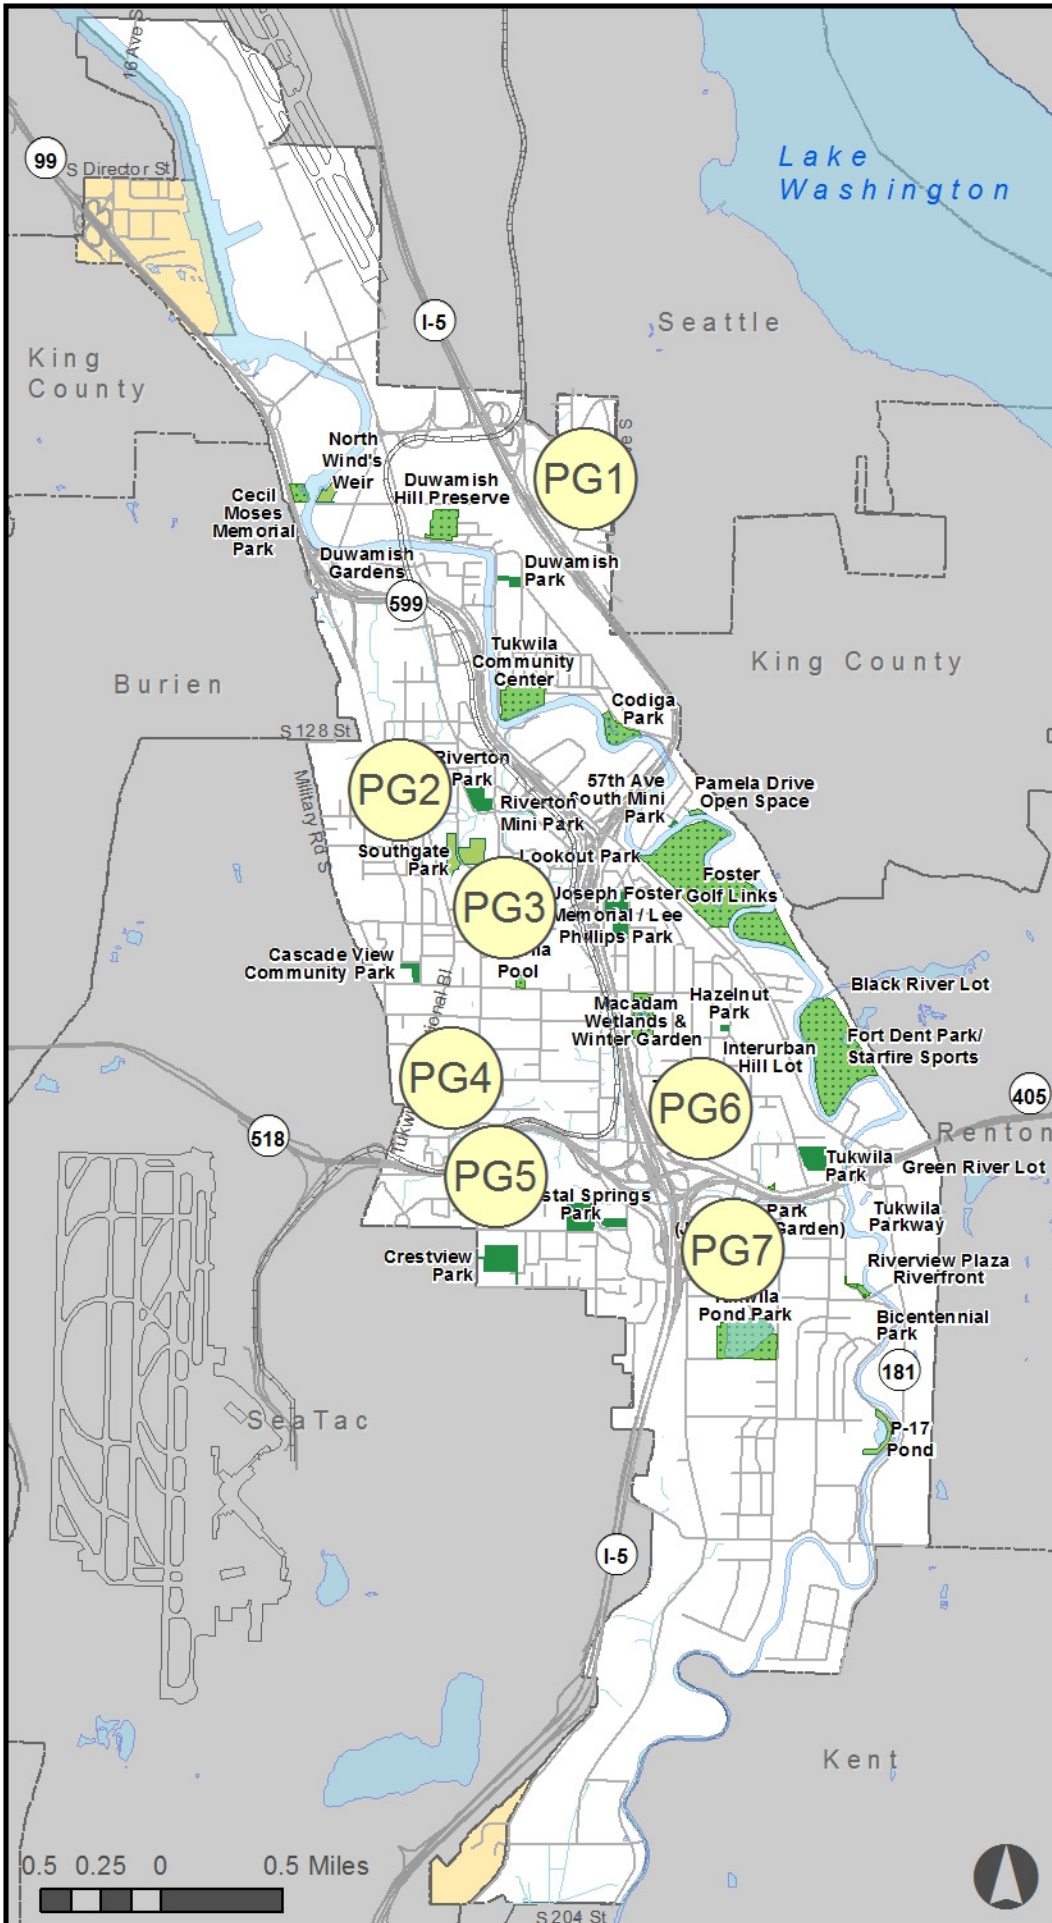 16 Ave S
99
S Director St
Lake
Washington
I-5
Seattle
King
County
PG1
North
Wind's
Weir
Duwamish
Hill Preserve
Cecil
Moses
Memorial
Park
Duwamish
Gardens
Duwamish
Park
599
Tukwila
Community
Center
King County
Burien
Codiga
Park
S 128 St
PG2
Riverton
Park
57th Ave
South Mini
Park
Pamela Drive
Open Space
Military Rd S
Riverton
Mini Park
Southgate
Park
Lookout Park
Foster
Golf Links
PG3
Joseph Foster
Memorial / Lee
Phillips Park
Cascade View
Community Park
Pool
Black River Lot
Macadam
Wetlands &
Winter Garden
Hazelnut
Park
Fort Dent Park/
Starfire Sports
Interurban
Hill Lot
PG4
PG6
405
518
Renton
Tukwila
Park
Green River Lot
PG5
Springs
Park
Park
Tukwila
Parkway
PG7
Crestview
Park
Riverview Plaza
Riverfront
Tukwila
Pond Park
Bicentennial
Park
181
SeaTac
P-17
Pond
I-5
Kent
0.5 0.25 0 0.5 Miles
S 204 St